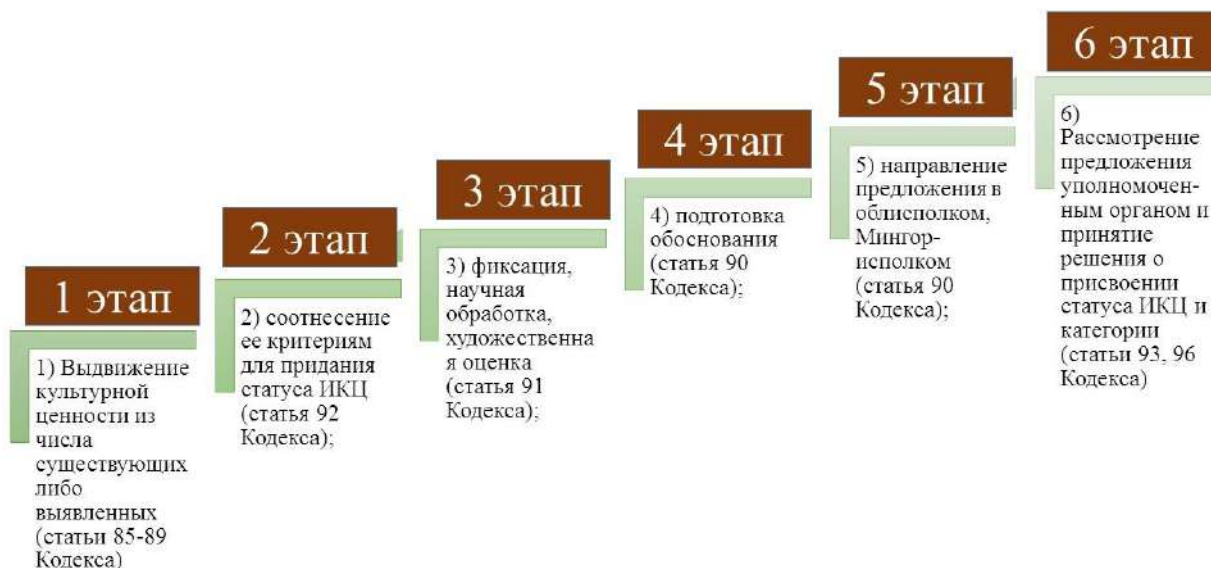 1 этап
1) Выдвижение
культурной
ценности из
числа
существующих
либо
выявленных
(статьи 85-89
Кодекса)
2 этап
2) соотнесение
ее критериям
для придания
статуса ИКЦ
(статья 92
Кодекса);
3 этап
3) фиксация,
научная
обработка,
художественна
я оценка
(статья 91
Кодекса);
4 этап
4) подготовка
обоснования
(статья 90
Кодекса);
5 этап
5) направление
предложения в
облисполком,
Мингор-
исполком
(статья 90
Кодекса);
6 этап
6)
Рассмотрение
предложения
уполномочен-
ным органом и
принятие
решения о
присвоении
статуса ИКЦ и
категории
(статьи 93, 96
Кодекса)